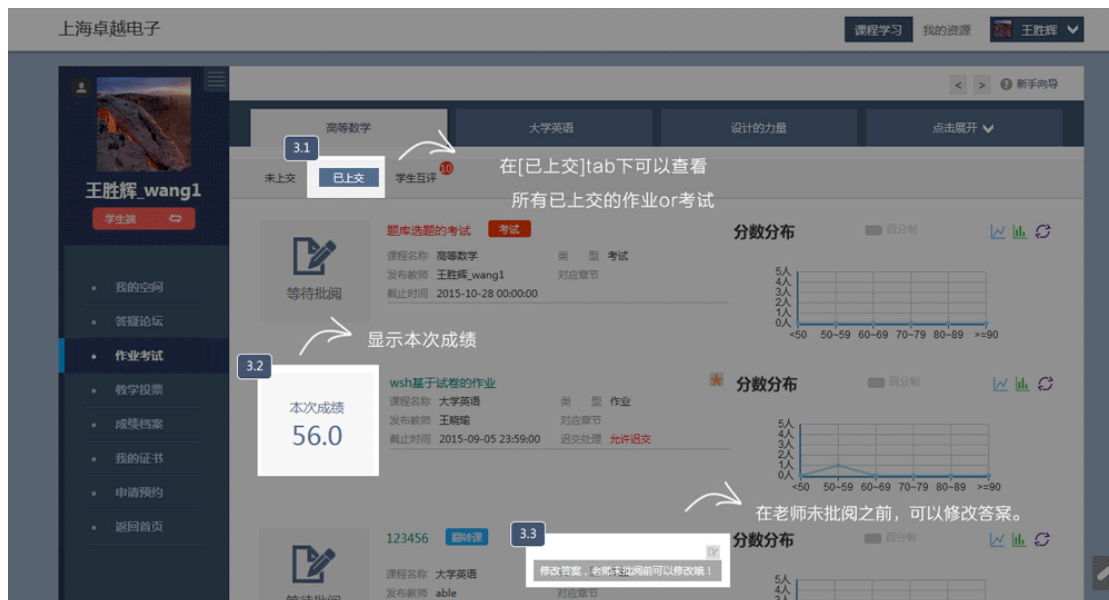 上海卓越电子
课程学习 我的资源 王胜辉
< > 新手向导
高等数学 大学英语 设计的力量 点击展开
3.1
未上交 已上交 学生互评 10
在[已上交]tab下可以查看
所有已上交的作业or考试
王胜辉_wang1
学生端
我的空间
答疑论坛
作业考试
教学投票
成绩档案
我的证书
申请预约
返回首页
等待批阅
题库选题的考试 考试
课程名称 高等数学 类 型 考试
发布教师 王胜辉_wang1 对应章节
截止时间 2015-10-28 00:00:00
分数分布 百分制
5人
4人
3人
2人
1人
0人
<50 50~59 60~69 70~79 80~89 >=90
显示本次成绩
3.2
本次成绩
56.0
wsh基于试卷的作业
课程名称 大学英语 类 型 作业
发布教师 王晓瑜 对应章节
截止时间 2015-09-05 23:59:00 迟交处理 允许迟交
分数分布 百分制
5人
4人
3人
2人
1人
0人
<50 50~59 60~69 70~79 80~89 >=90
在老师未批阅之前，可以修改答案。
3.3
123456 翻转课
修改答案，老师未批阅前可以修改哦！
课程名称 大学英语
发布教师 able 对应章节
等待批阅
分数分布 百分制
5人
4人
3人